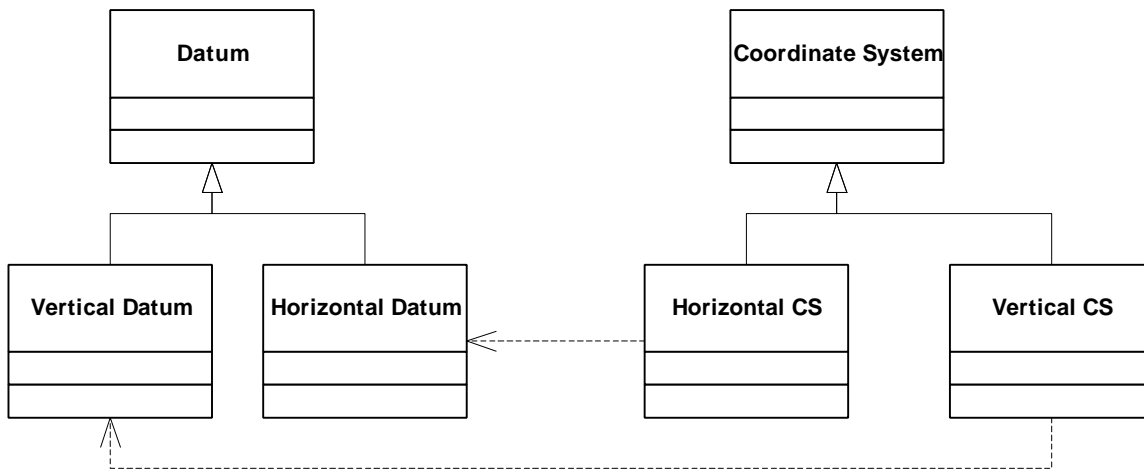 Datum
Coordinate System
Vertical Datum
Horizontal Datum
Horizontal CS
Vertical CS